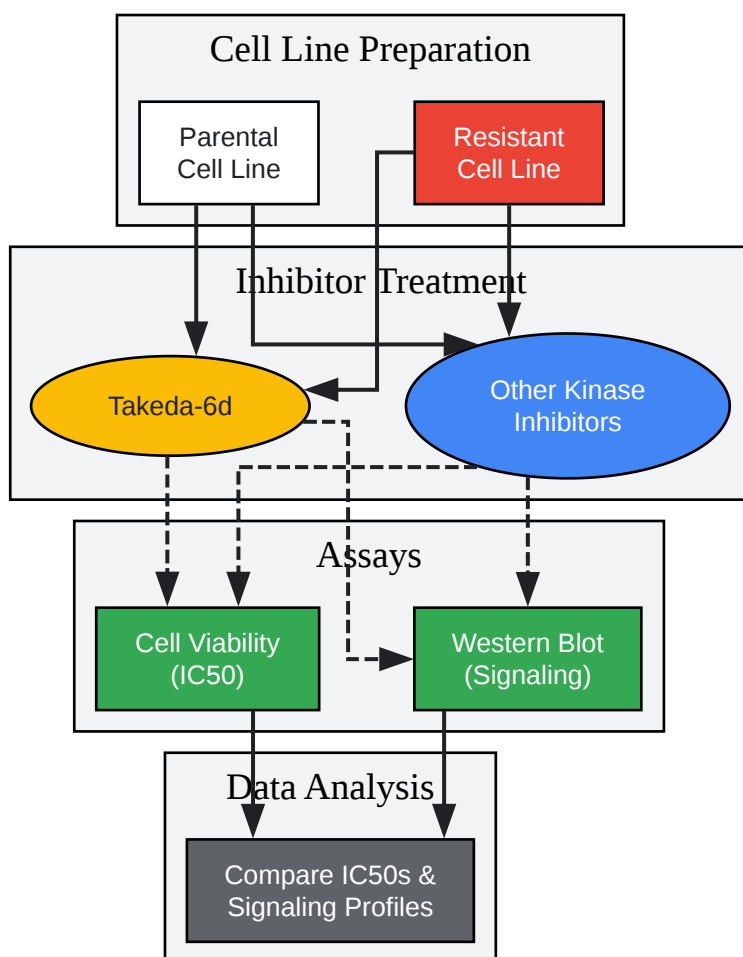 Cell Line Preparation
Parental
Cell Line
Resistant
Cell Line
Inhibitor Treatment
Takeda-6d
Other Kinase
Inhibitors
Assays
Cell Viability
(IC50)
Western Blot
(Signaling)
Data Analysis
Compare IC50s &
Signaling Profiles